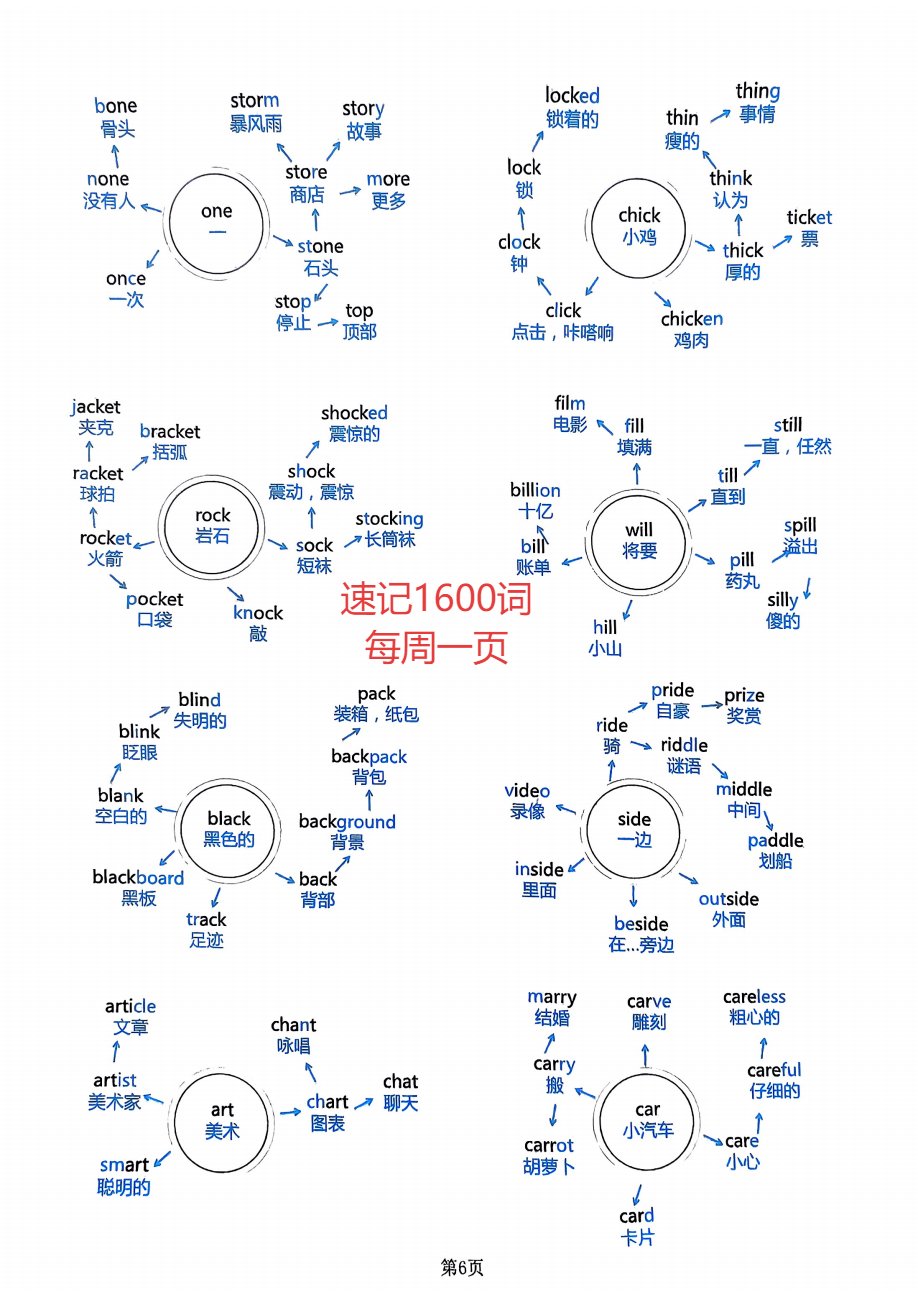 bone
骨头
none
没有人
one
一
once
一次
storm
暴风雨
story
故事
store
商店
more
更多
stone
石头
stop
停止
top
顶部
locked
锁着的
lock
锁
clock
钟
click
点击，咔嗒响
chick
小鸡
chicken
鸡肉
thing
事情
thin
瘦的
think
认为
thick
厚的
ticket
票
jacket
夹克
bracket
括弧
racket
球拍
rocket
火箭
pocket
口袋
rock
岩石
knock
敲
shocked
震惊的
shock
震动，震惊
stocking
长筒袜
sock
短袜
film
电影
fill
填满
still
一直，任然
till
直到
billion
十亿
bill
账单
will
将要
spill
溢出
pill
药丸
silly
傻的
hill
小山
速记1600词
每周一页
blind
失明的
blink
眨眼
blank
空白的
black
黑色的
blackboard
黑板
track
足迹
pack
装箱，纸包
backpack
背包
background
背景
back
背部
pride
自豪
prize
奖赏
ride
骑
riddle
谜语
middle
中间
paddle
划船
video
录像
side
一边
inside
里面
beside
在...旁边
outside
外面
article
文章
artist
美术家
art
美术
smart
聪明的
chant
咏唱
chart
图表
chat
聊天
marry
结婚
carve
雕刻
careless
粗心的
carry
搬
careful
仔细的
car
小汽车
carrot
胡萝卜
care
小心
card
卡片
第6页